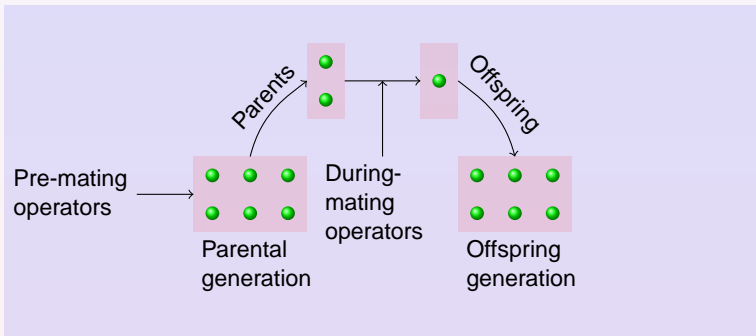 Parents
Offspring
Pre-mating
operators
During-
mating
operators
Parental
generation
Offspring
generation